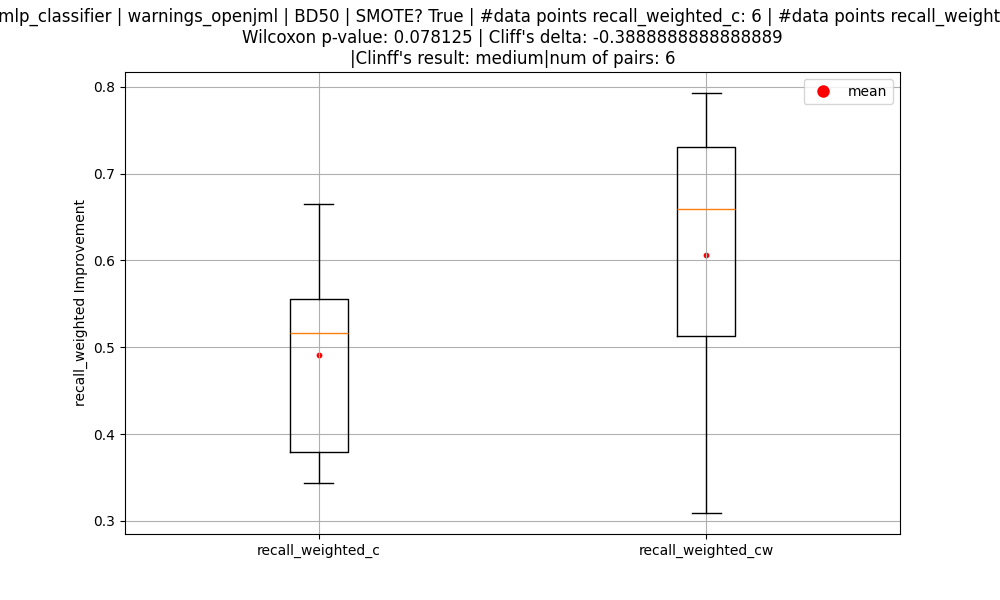 mlp_classifier | warnings_openjml | BD50 | SMOTE? True | #data points recall_weighted_c: 6 | #data points
Wilcoxon p-value: 0.078125 | Cliff's delta: -0.3888888888888889
|Clinff's result: medium|num of pairs: 6
mean
0.8
0.7
0.6
0.5
0.4
0.3
recall_weighted Improvement
recall_weighted_c
recall_weighted_cw